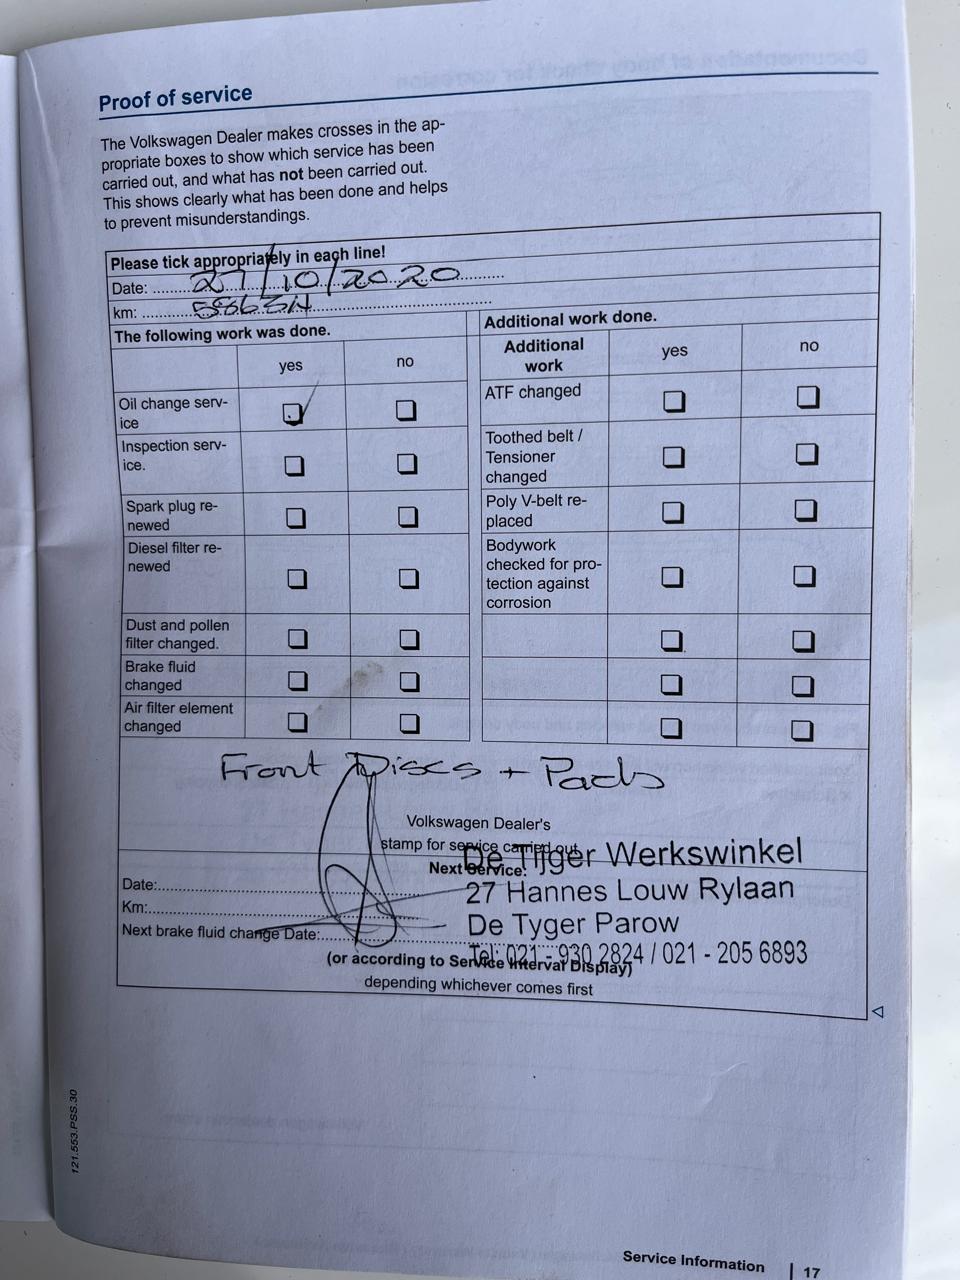 Proof of service
The Volkswagen Dealer makes crosses in the ap-
propriate boxes to show which service has been
carried out, and what has not been carried out.
This shows clearly what has been done and helps
to prevent misunderstandings.
Please tick appropriately in each line!
Date: 27/10/2020
km:
The following work was done.
yes no
Oil change serv-
ice
Inspection serv-
ice.
Spark plug re-
newed
Diesel filter re-
newed
Dust and pollen
filter changed.
Brake fluid
changed
Air filter element
changed
Additional work done.
Additional
work
yes no
ATF changed
Toothed belt /
Tensioner
changed
Poly V-belt re-
placed
Bodywork
checked for pro-
tection against
corrosion
Front Discs + Pads
Volkswagen Dealer's
stamp for service carried out
Next Service:
De Tijger Werkswinkel
27 Hannes Louw Rylaan
De Tyger Parow
Tel: 021 - 930 2824 / 021 - 205 6893
Date:
Km:
Next brake fluid change Date:
(or according to Service Interval Display)
depending whichever comes first
121.553.PSS.30
Service Information | 17